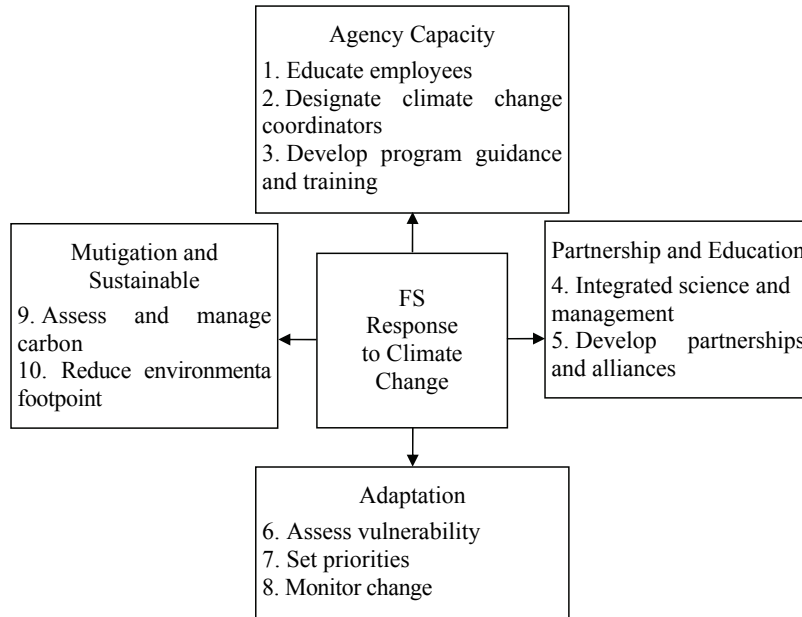 Agency Capacity
1. Educate employees
2. Designate climate change
coordinators
3. Develop program guidance
and training
Mutigation and
Sustainable
9. Assess and manage
carbon
10. Reduce environmenta
footpoint
FS
Response
to Climate
Change
Partnership and Education
4. Integrated science and
management
5. Develop partnerships
and alliances
Adaptation
6. Assess vulnerability
7. Set priorities
8. Monitor change